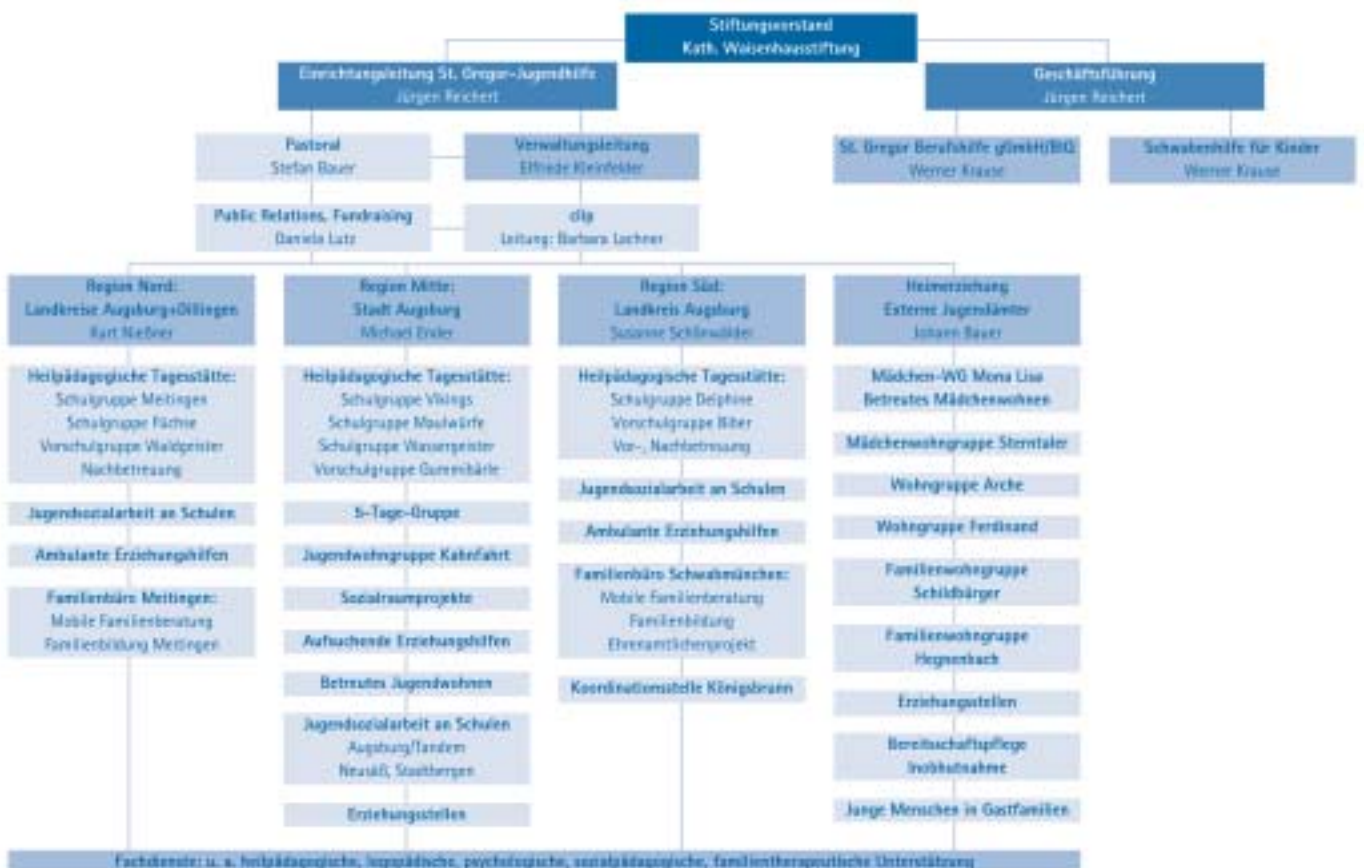 Stiftungsvorstand
Kath. Waisenhausstiftung
Einrichtungsleitung St. Gregor-Jugendhilfe
Jürgen Reichert
Geschäftsführung
Jürgen Reichert
Pastoral
Stefan Bauer
Verwaltungsleitung
Elfriede Kleinfelder
St. Gregor Berufshilfe gGmbH/BIQ
Werner Krause
Schwabenhilfe für Kinder
Werner Krause
Public Relations, Fundraising
Daniela Lutz
clip
Leitung: Barbara Lechner
Region Nord:
Landkreise Augsburg+Dillingen
Kurt Nießner
Region Mitte:
Stadt Augsburg
Michael Ender
Region Süd:
Landkreis Augsburg
Susanne
Heimerziehung
Externe Jugendämter
Johann Bauer
Heilpädagogische Tagesstätte:
Schulgruppe Meitingen
Schulgruppe Füchse
Vorschulgruppe Waldgeister
Nachbetreuung
Jugendsozialarbeit an Schulen
Ambulante Erziehungshilfen
Familienbüro Meitingen:
Mobile Familienberatung
Familienbildung Meitingen
Heilpädagogische Tagesstätte:
Schulgruppe Vikings
Schulgruppe Maulwürfe
Schulgruppe Wassergeister
Vorschulgruppe Gummibärle
5-Tage-Gruppe
Jugendwohngruppe Kahnfahrt
Sozialraumprojekte
Aufsuchende Erziehungshilfen
Betreutes Jugendwohnen
Jugendsozialarbeit an Schulen
Augsburg/Tandem
Neusäß, Stadtbergen
Erziehungsstellen
Heilpädagogische Tagesstätte:
Schulgruppe Delphine
Vorschulgruppe Biber
Vor-, Nachbetreuung
Jugendsozialarbeit an Schulen
Ambulante Erziehungshilfen
Familienbüro Schwabmünchen:
Mobile Familienberatung
Familienbildung
Ehrenamtlichenprojekt
Koordinationsstelle Königsbrunn
Mädchen-WG Mona Lisa
Betreutes Mädchenwohnen
Mädchenwohngruppe Sterntaler
Wohngruppe Arche
Wohngruppe Ferdinand
Familienwohngruppe
Schildbürger
Familienwohngruppe
Hegnenbach
Erziehungsstellen
Bereitschaftspflege
Inobhutnahme
Junge Menschen in Gastfamilien
Fachdienste: u. a. heilpädagogische, logopädische, psychologische, sozialpädagogische, familientherapeutische Unterstützung